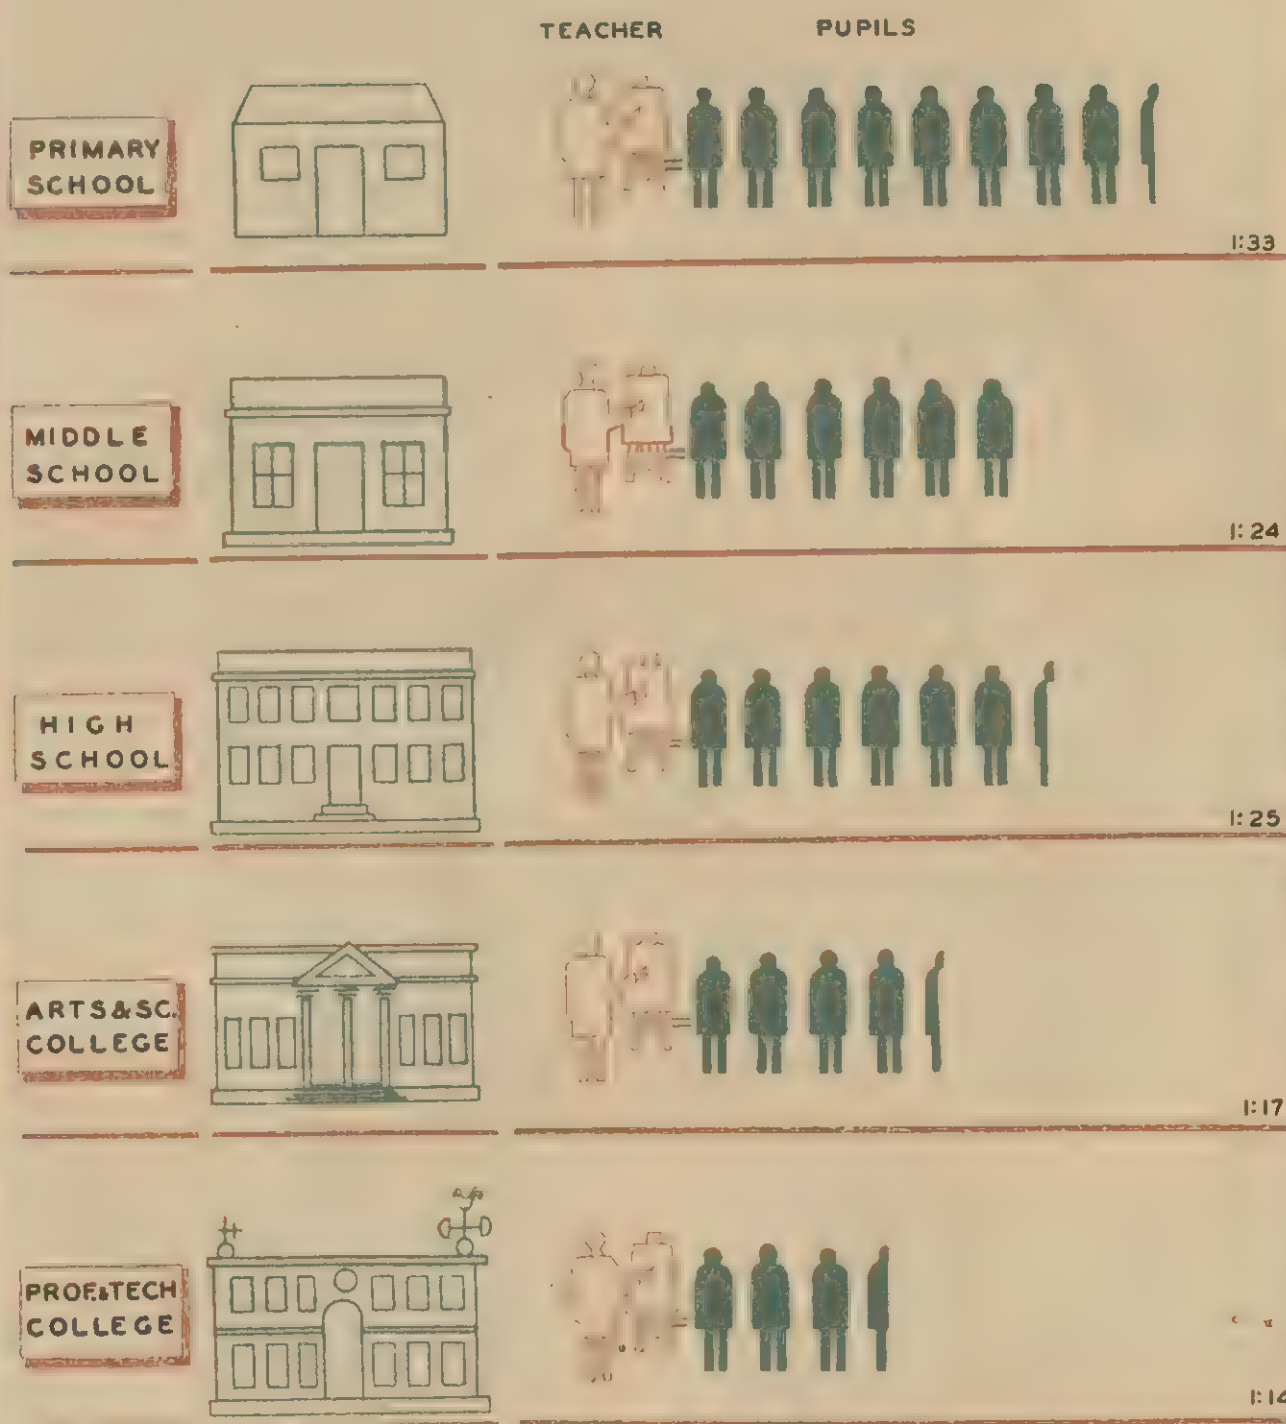 TEACHER PUPILS
PRIMARY
SCHOOL
1:33
MIDDLE
SCHOOL
1:24
HIGH
SCHOOL
1:25
ARTS&SC.
COLLEGE
1:17
PROF.&TECH
COLLEGE
1:14